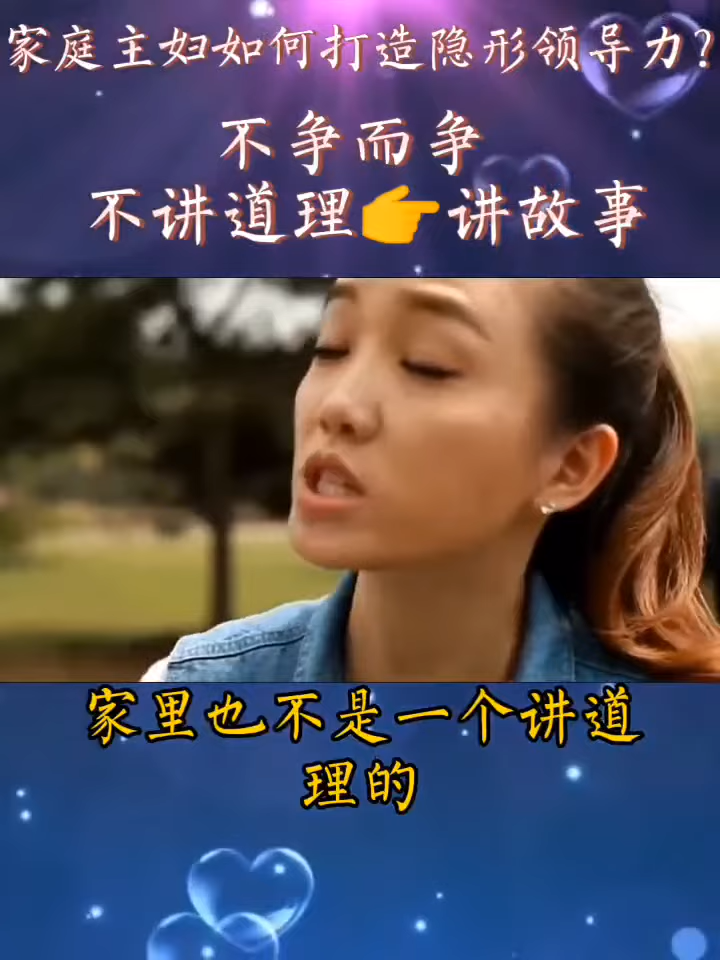 家庭主妇如何打造隐形领导力?
不争而争
不讲道理👉讲故事
家里也不是一个讲道
理的